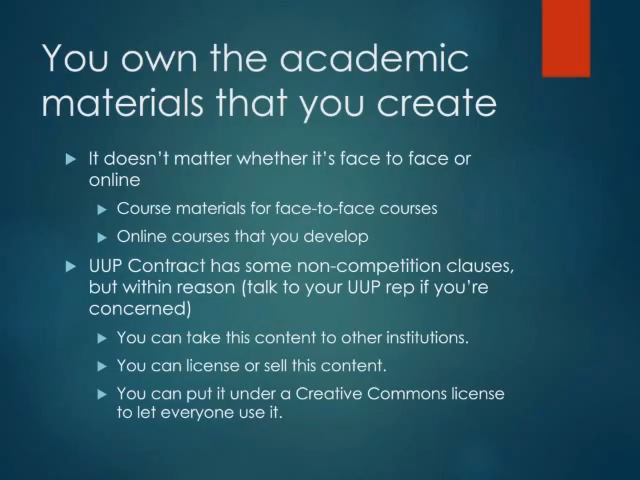 You own the academic
materials that you create
It doesn't matter whether it's face to face or
online
Course materials for face-to-face courses
Online courses that you develop
UUP Contract has some non-competition clauses,
but within reason (talk to your UUP rep if you're
concerned)
You can take this content to other institutions.
You can license or sell this content.
You can put it under a Creative Commons license
to let everyone use it.